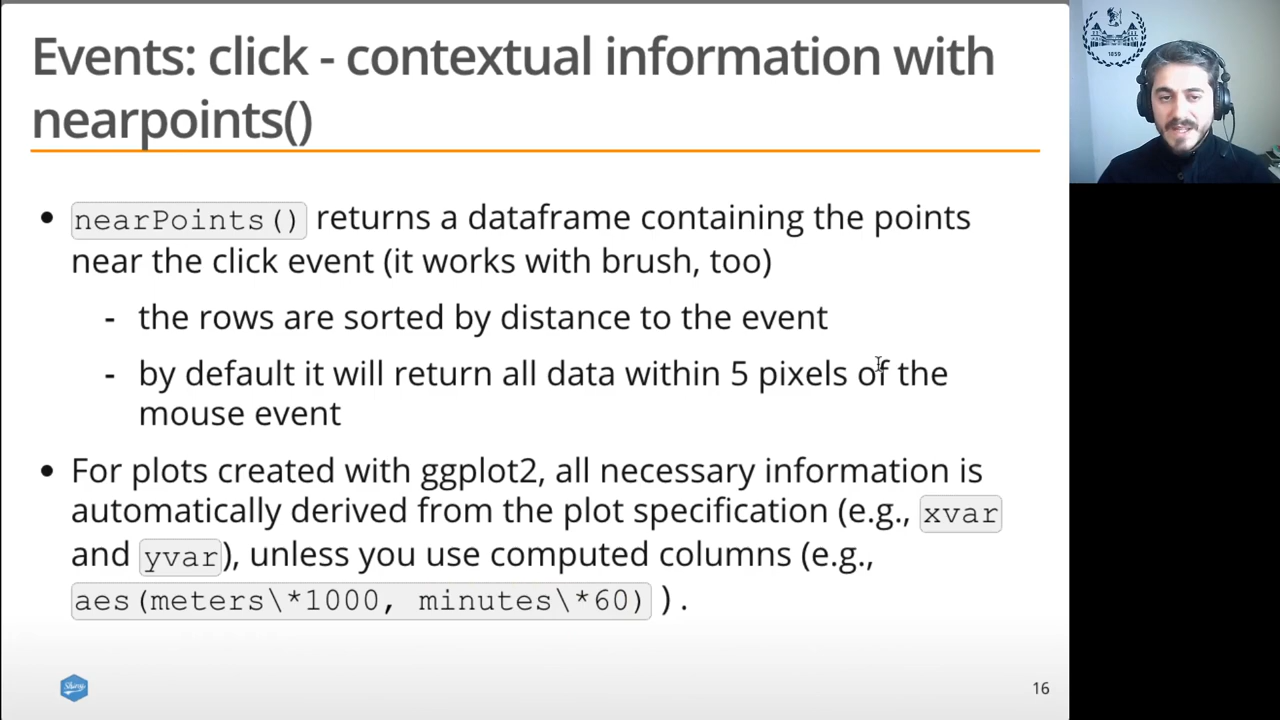 Events: click - contextual information with
nearpoints()
• nearPoints() returns a dataframe containing the points
near the click event (it works with brush, too)
- the rows are sorted by distance to the event
- by default it will return all data within 5 pixels of the
mouse event
• For plots created with ggplot2, all necessary information is
automatically derived from the plot specification (e.g., xvar
and yvar), unless you use computed columns (e.g.,
aes(meters\*1000, minutes\*60) ).
Shiny
16
1859